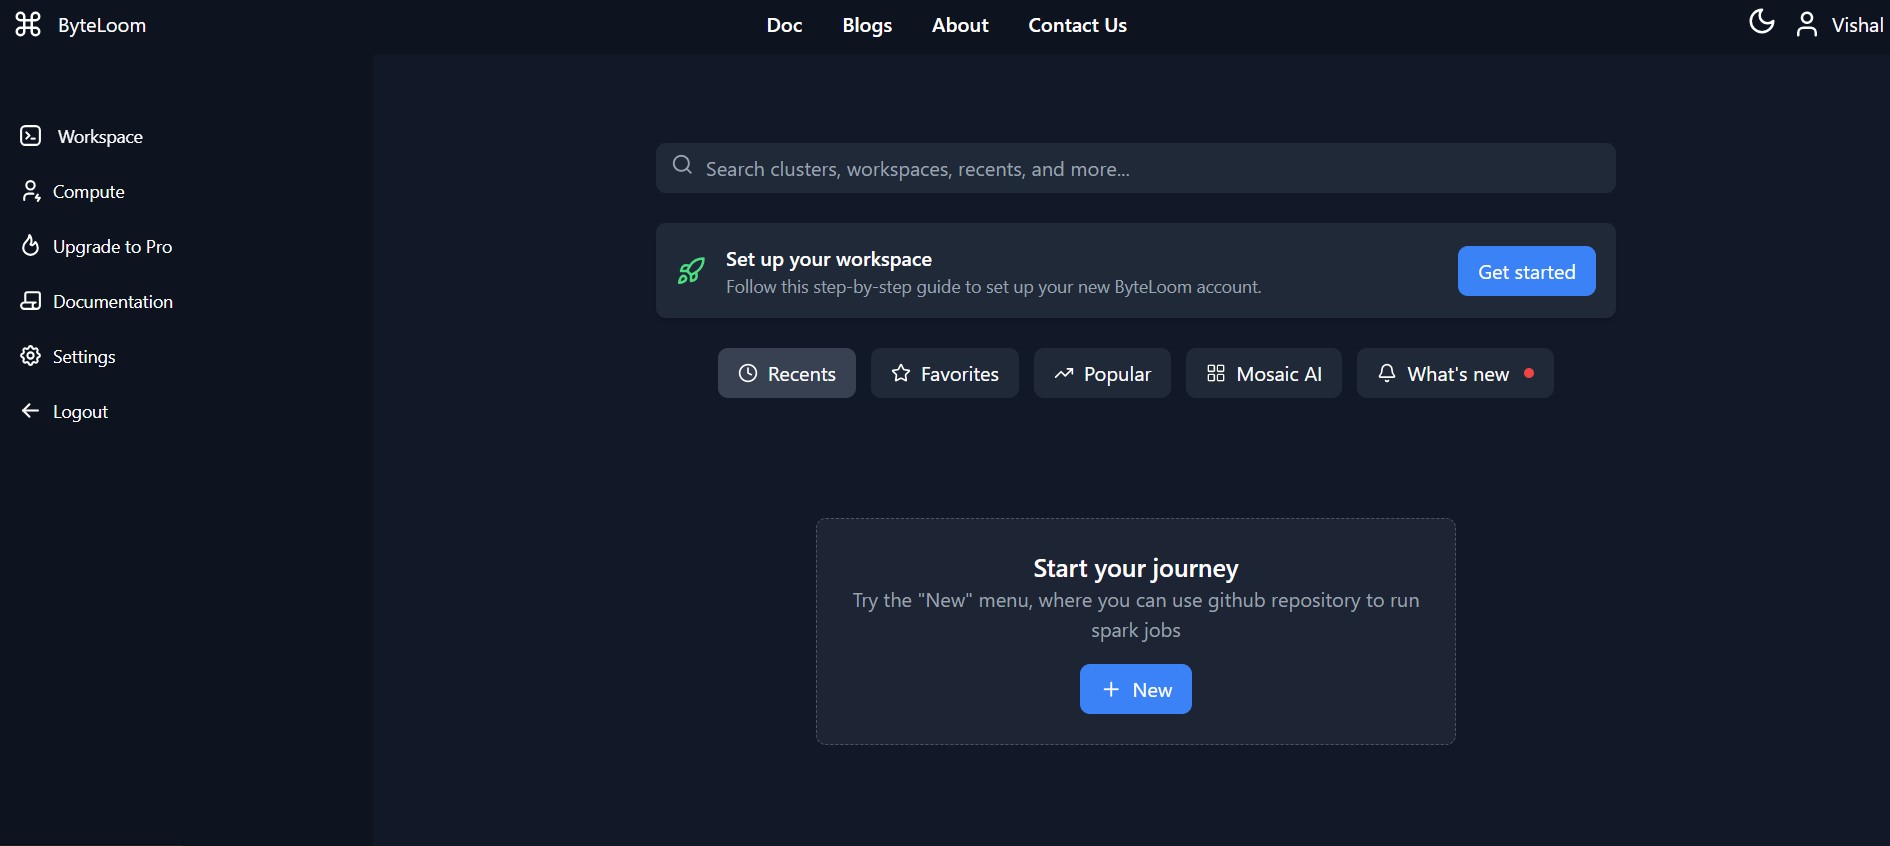 ByteLoom
Doc
Blogs
About
Contact Us
Vishal
Workspace
Compute
Upgrade to Pro
Documentation
Settings
Logout
Search clusters, workspaces, recents, and more...
Set up your workspace
Follow this step-by-step guide to set up your new ByteLoom account.
Get started
Recents
Favorites
Popular
Mosaic AI
What's new
Start your journey
Try the "New" menu, where you can use github repository to run
spark jobs
New